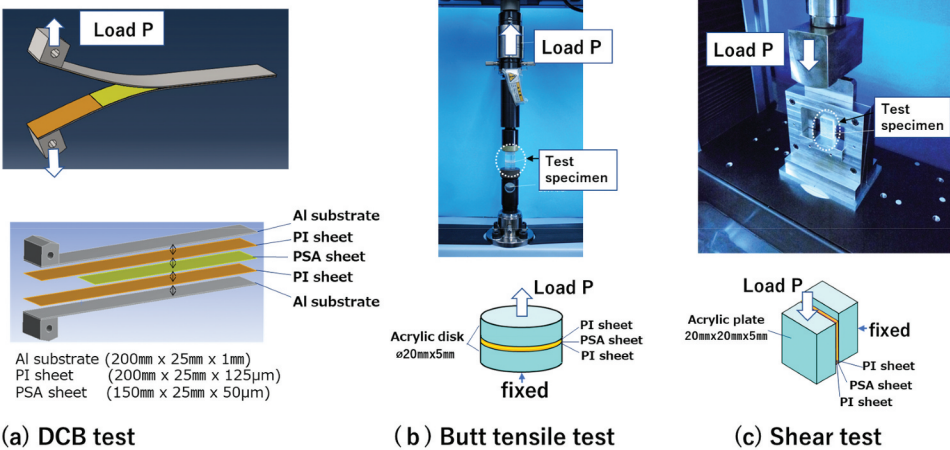 Load P
Al substrate
PI sheet
PSA sheet
PI sheet
Al substrate
Al substrate (200mm x 25mm x 1mm)
PI sheet (200mm x 25mm x 125μm)
PSA sheet (150mm x 25mm x 50μm)
(a) DCB test
Load P
Test
specimen
Load P
Acrylic disk
ø20mmx5mm
PI sheet
PSA sheet
PI sheet
fixed
(b) Butt tensile test
Load P
Test
specimen
Load P
Acrylic plate
20mmx20mmx5mm
fixed
PI sheet
PSA sheet
PI sheet
(c) Shear test